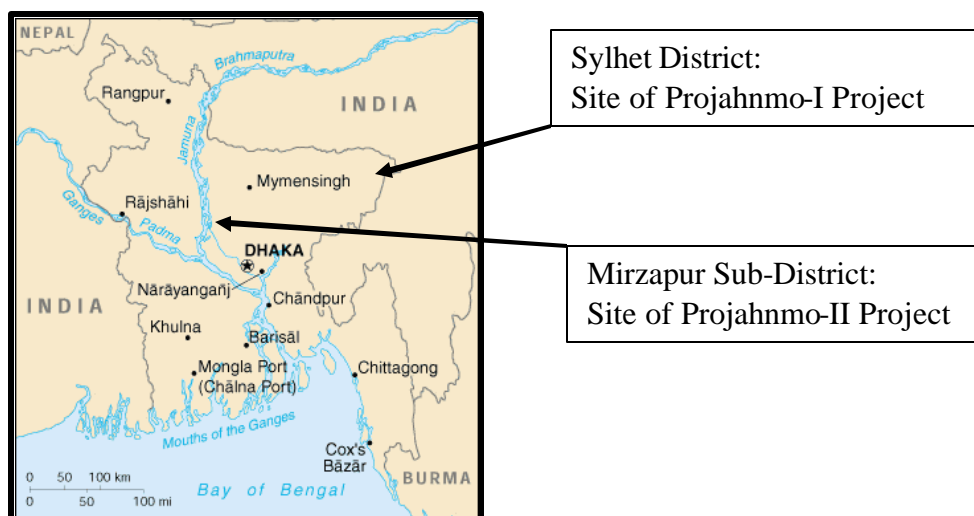 NEPAL
Brahmaputra
Rangpur
INDIA
Jamuna
Mymensingh
Rājshāhi
Ganges
Padma
DHAKA
Nārāyanganj
Chāndpur
INDIA
Khulna
Barisāl
Mongla Port
(Chālna Port)
Chittagong
Mouths of the Ganges
Cox's
Bāzār
BURMA
0 50 100 km
0 50 100 mi
Bay of Bengal
Sylhet District:
Site of Projahnmo-I Project
Mirzapur Sub-District:
Site of Projahnmo-II Project